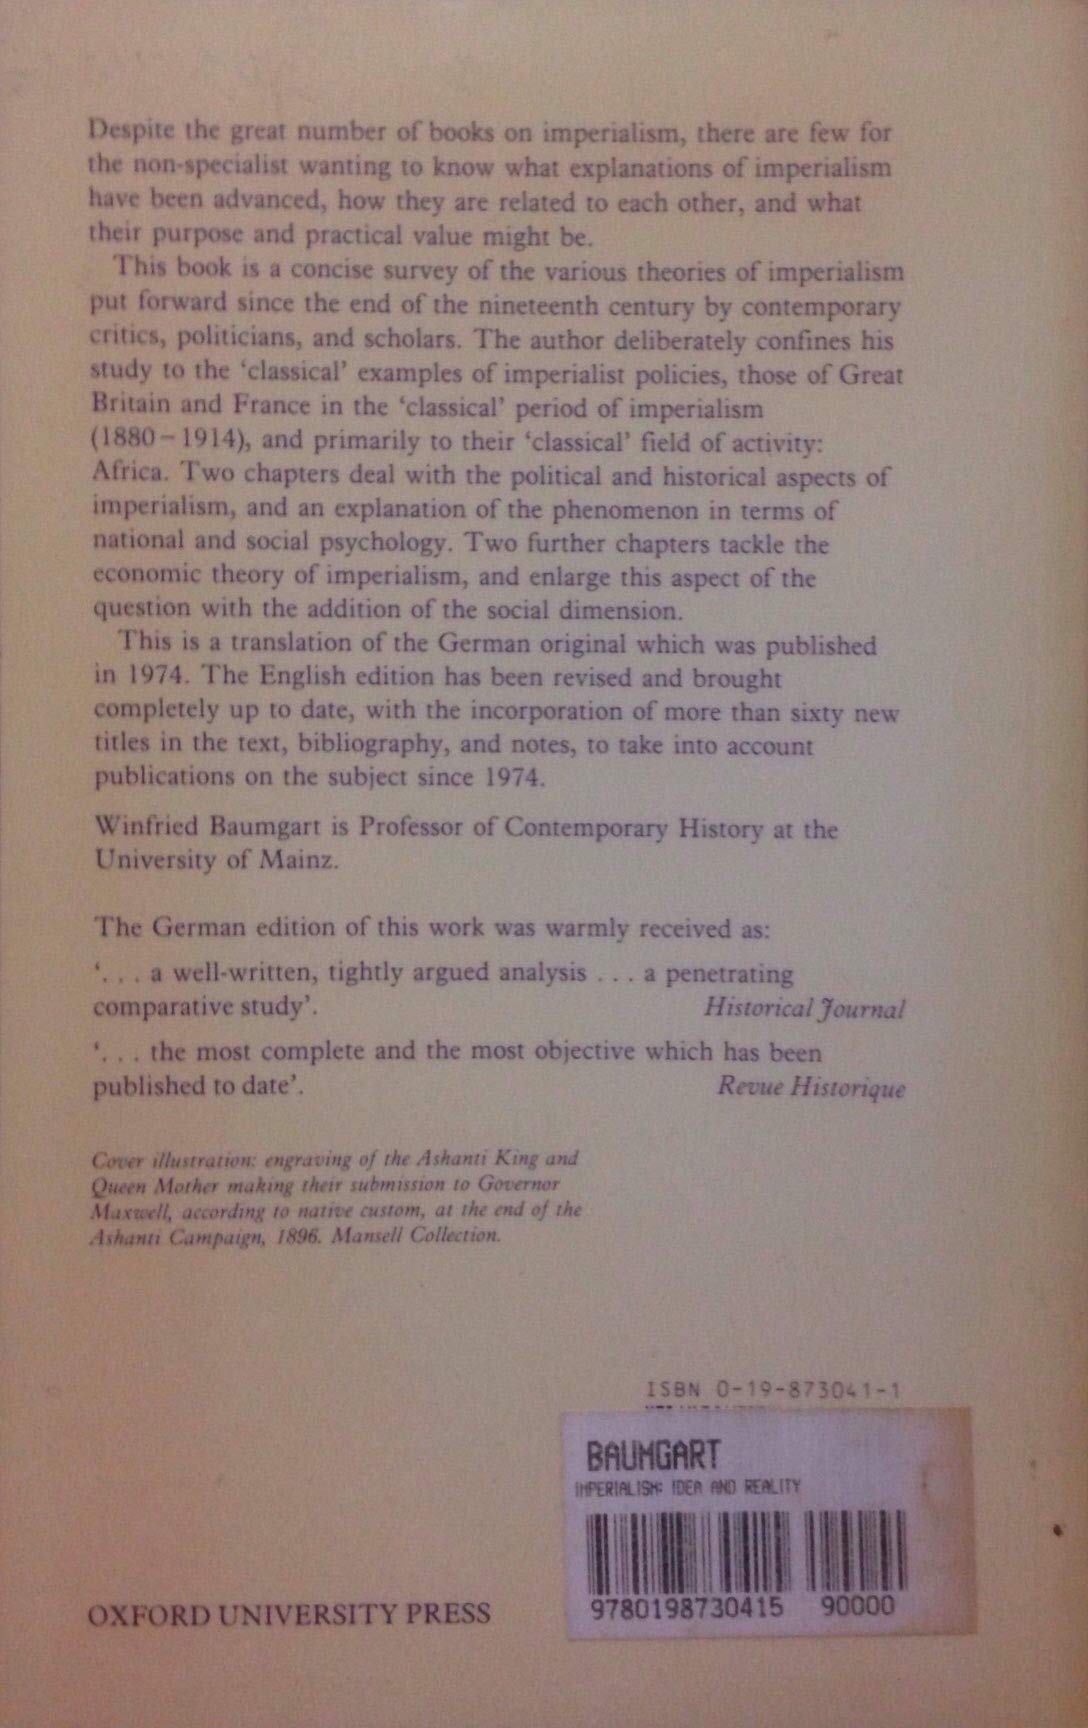 Despite the great number of books on imperialism, there are few for
the non-specialist wanting to know what explanations of imperialism
have been advanced, how they are related to each other, and what
their purpose and practical value might be.
This book is a concise survey of the various theories of imperialism
put forward since the end of the nineteenth century by contemporary
critics, politicians, and scholars. The author deliberately confines his
study to the ‘classical’ examples of imperialist policies, those of Great
Britain and France in the ‘classical’ period of imperialism
(1880–1914), and primarily to their ‘classical’ field of activity:
Africa. Two chapters deal with the political and historical aspects of
imperialism, and an explanation of the phenomenon in terms of
national and social psychology. Two further chapters tackle the
economic theory of imperialism, and enlarge this aspect of the
question with the addition of the social dimension.
This is a translation of the German original which was published
in 1974. The English edition has been revised and brought
completely up to date, with the incorporation of more than sixty new
titles in the text, bibliography, and notes, to take into account
publications on the subject since 1974.
Winfried Baumgart is Professor of Contemporary History at the
University of Mainz.
The German edition of this work was warmly received as:
‘. . . a well-written, tightly argued analysis . . . a penetrating
comparative study’. Historical Journal
‘. . . the most complete and the most objective which has been
published to date’. Revue Historique
Cover illustration: engraving of the Ashanti King and
Queen Mother making their submission to Governor
Maxwell, according to native custom, at the end of the
Ashanti Campaign, 1896. Mansell Collection.
ISBN 0-19-873041-1
BAUMGART
IMPERIALISM: IDEA AND REALITY
9780198730415 90000
OXFORD UNIVERSITY PRESS